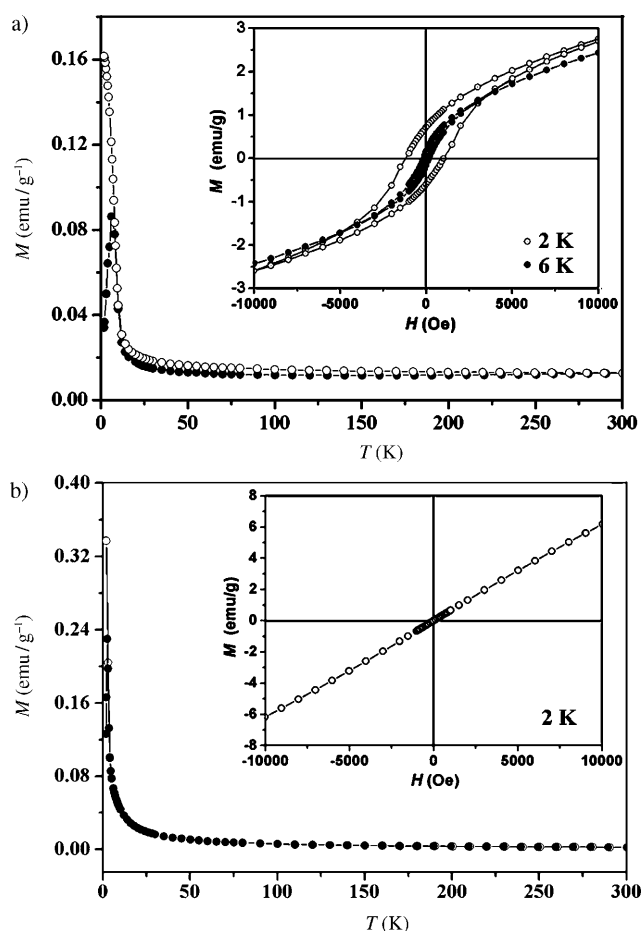 a)
0.16
0.12
0.08
0.04
0.00
M (emu / g⁻¹)
0 50 100 150 200 250 300
T (K)
3
2
1
0
-1
-2
-3
M (emu/g)
-10000 -5000 0 5000 10000
H (Oe)
2 K
6 K
b)
0.40
0.32
0.24
0.16
0.08
0.00
M (emu / g⁻¹)
0 25 50 75 100 125 150 200 250 300
T (K)
8
6
4
2
0
-2
-4
-6
-8
M (emu/g)
-10000 -5000 0 5000 10000
H (Oe)
2 K